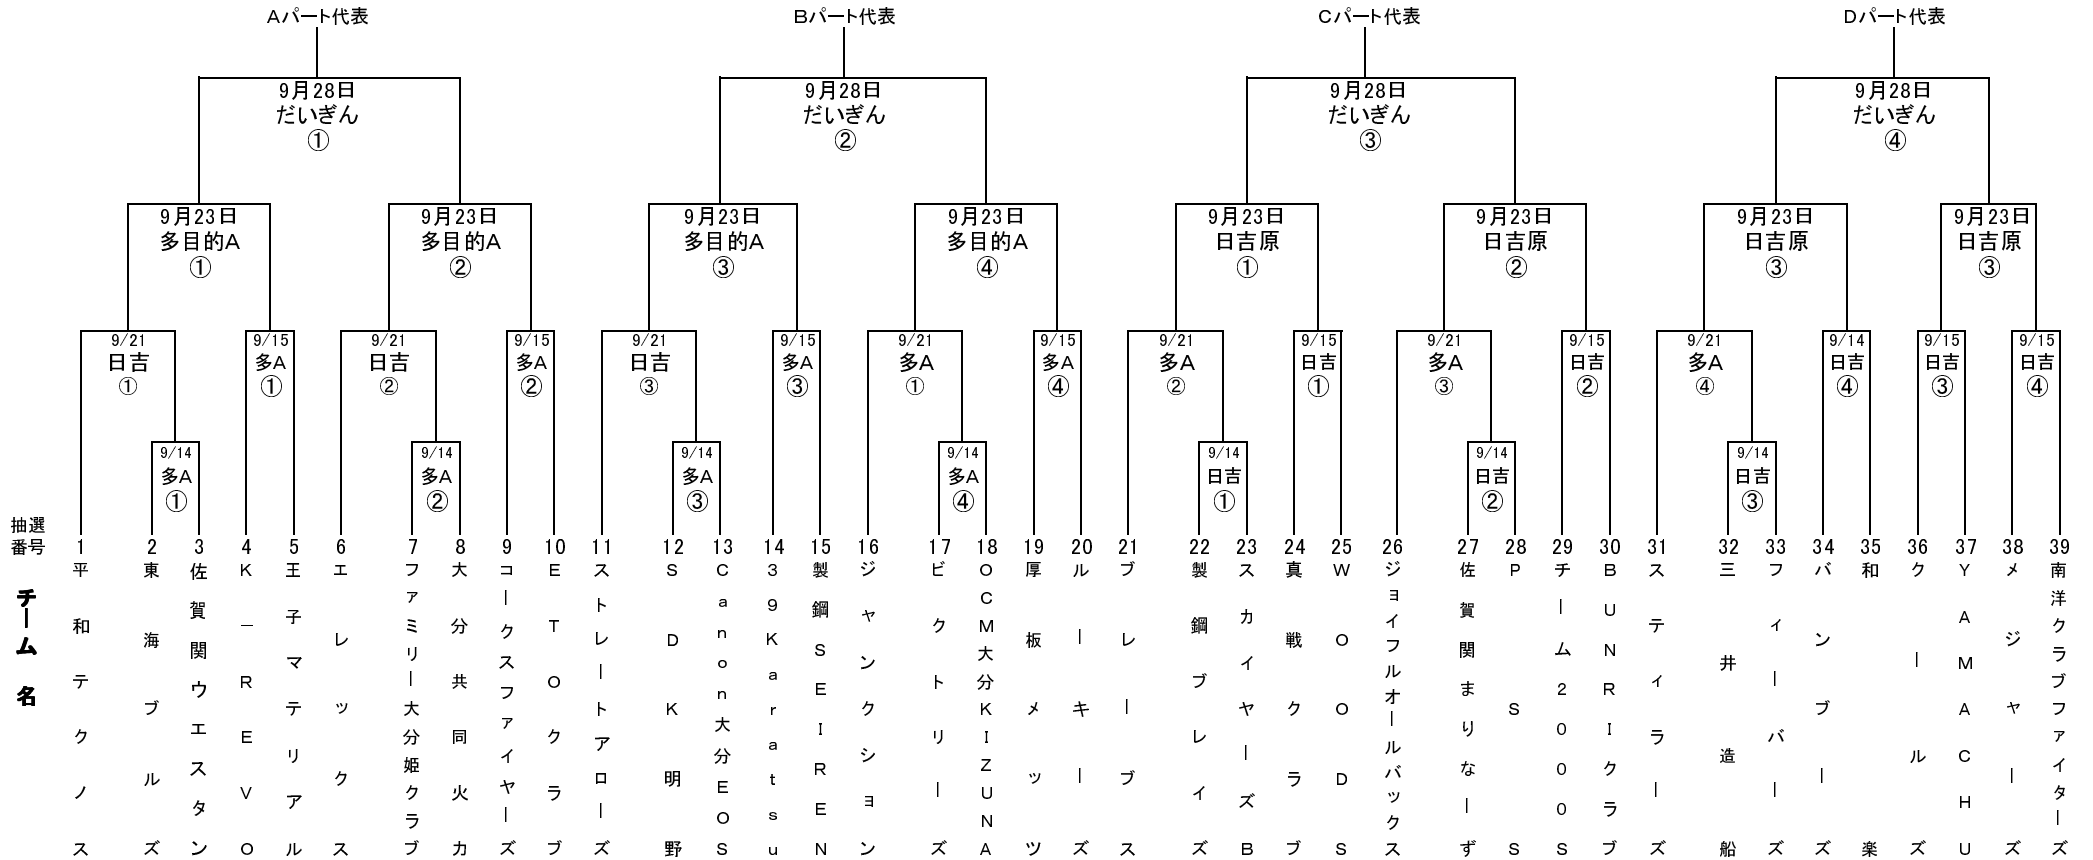 Aパート代表 Bパート代表 Cパート代表 Dパート代表
9月28日 9月28日 9月28日 9月28日
だいぎん だいぎん だいぎん だいぎん
① ② ③ ④
9月23日 9月23日 9月23日 9月23日 9月23日 9月23日 9月23日 9月23日
多目的A 多目的A 多目的A 多目的A 日吉原 日吉原 日吉原 日吉原
① ② ③ ④ ① ② ③ ③
9/21 9/15 9/21 9/15 9/21 9/15 9/21 9/15 9/21 9/15 9/21 9/15 9/21 9/14 9/15 9/15
日吉 多A 日吉 多A 日吉 多A 多A 多A 多A 日吉 多A 日吉 多A 日吉 日吉 日吉
① ① ② ② ③ ③ ① ④ ② ① ③ ② ④ ④ ③ ④
9/14 9/14 9/14 9/14 9/14 9/14 9/14
多A 多A 多A 多A 日吉 日吉 日吉
① ② ③ ④ ① ② ③
抽選
番号 1 2 3 4 5 6 7 8 9 10 11 12 13 14 15 16 17 18 19 20 21 22 23 24 25 26 27 28 29 30 31 32 33 34 35 36 37 38 39
チーム名
平和テクノス
東海ブルズ
佐賀関ウエスタン
K－REVO
王子マテリアル
エレックス
ファミリー大分姫クラブ
大分共同火力
コークスファイヤーズ
ETOクラブ
ストレートアローズ
SDK明野
Canon大分EOS
39Karatsu
製鋼SEIREN
ジャンクション
ビクトリーズ
OCM大分KIZUNA
厚板メッツ
ルーキーズ
ブレーブス
製鋼ブレイズ
スカイヤーズB
真戦クラブ
WOODS
ジョイフルオールバックス
佐賀関まりなーず
PSS
チーム2000S
BUNRIクラブ
スティラーズ
三井造船
フィーバーズ
バンブーズ
和楽
クールズ
YAMACHU
メジャーズ
南洋クラブファイターズ